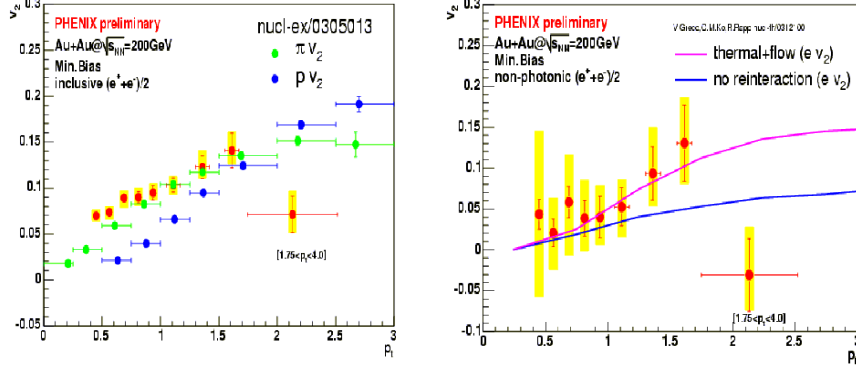 v₂
PHENIX preliminary
Au+Au@√sNN=200GeV
Min.Bias
inclusive (e⁺+e⁻)/2
nucl-ex/0305013
π v₂
p v₂
0.3
0.25
0.2
0.15
0.1
0.05
0
-0.05
[1.75<pₜ<4.0]
0 0.5 1 1.5 2 2.5 3
pₜ
v₂
PHENIX preliminary
Au+Au@√sNN=200GeV
Min.Bias
non-photonic (e⁺+e⁻)/2
thermal+flow (e v₂)
no reinteraction (e v₂)
0.3
0.25
0.2
0.15
0.1
0.05
0
-0.05
-0.1
[1.75<pₜ<4.0]
0 0.5 1 1.5 2 2.5 3
pₜ